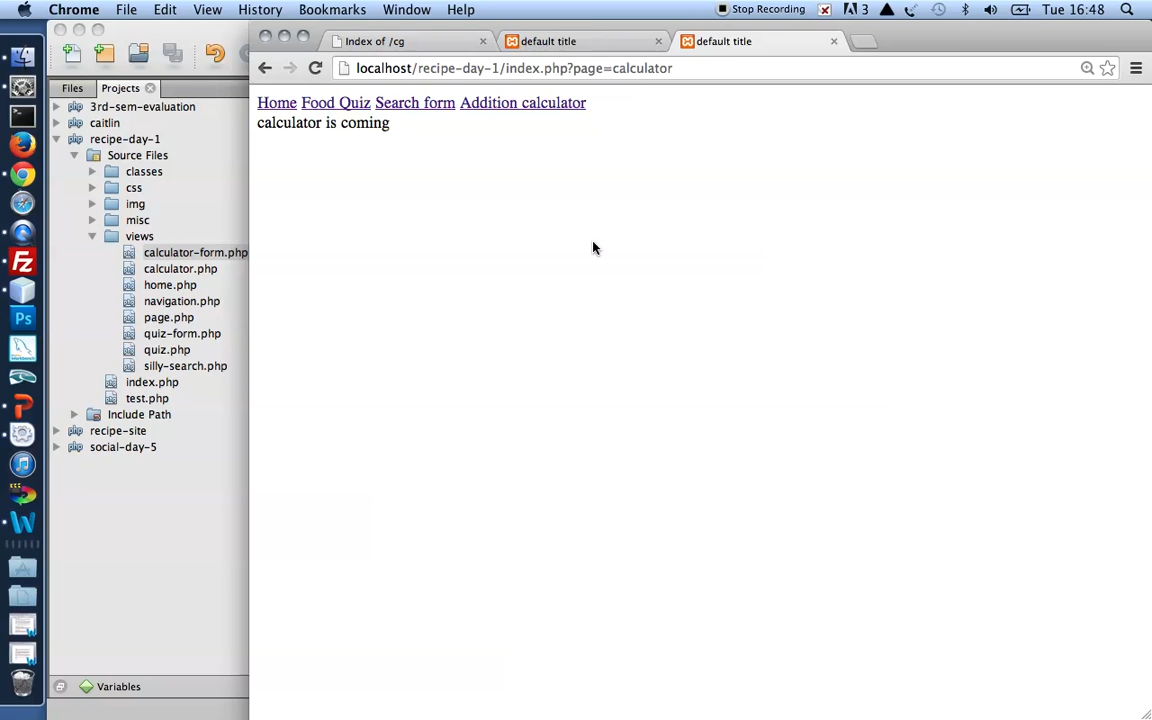 Chrome File Edit View History Bookmarks Window Help Stop Recording 3 Tue 16:48
Index of /cg default title default title
Files Projects
localhost/recipe-day-1/index.php?page=calculator
Home Food Quiz Search form Addition calculator
calculator is coming
3rd-sem-evaluation
caitlin
recipe-day-1
Source Files
classes
css
img
misc
views
calculator-form.php
calculator.php
home.php
navigation.php
page.php
quiz-form.php
quiz.php
silly-search.php
index.php
test.php
Include Path
recipe-site
social-day-5
Variables
Fz
Ps